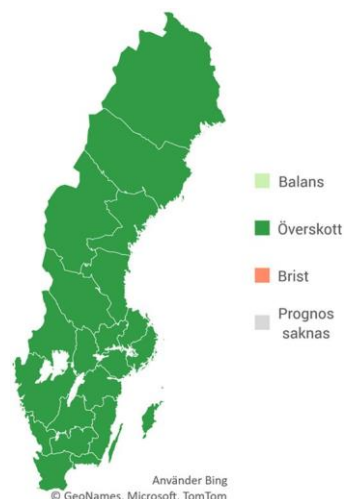 Balans
Överskott
Brist
Prognos
saknas
Använder Bing
© GeoNames, Microsoft, TomTom